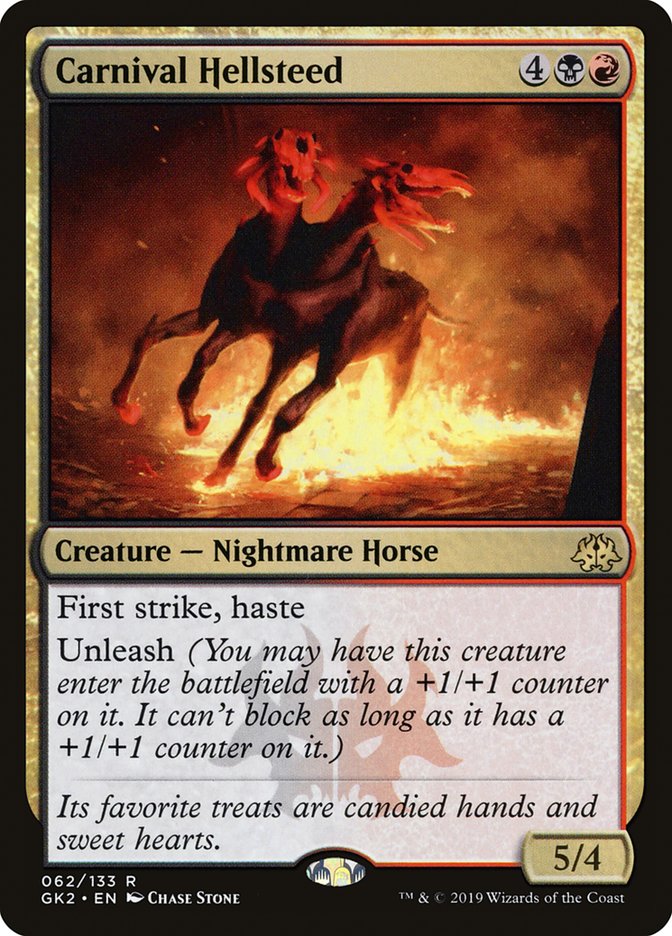 Carnival Hellsteed 4
Creature — Nightmare Horse
First strike, haste
Unleash (You may have this creature
enter the battlefield with a +1/+1 counter
on it. It can't block as long as it has a
+1/+1 counter on it.)
Its favorite treats are candied hands and
sweet hearts.
5/4
062/133 R
GK2 • EN Chase Stone
™ & © 2019 Wizards of the Coast